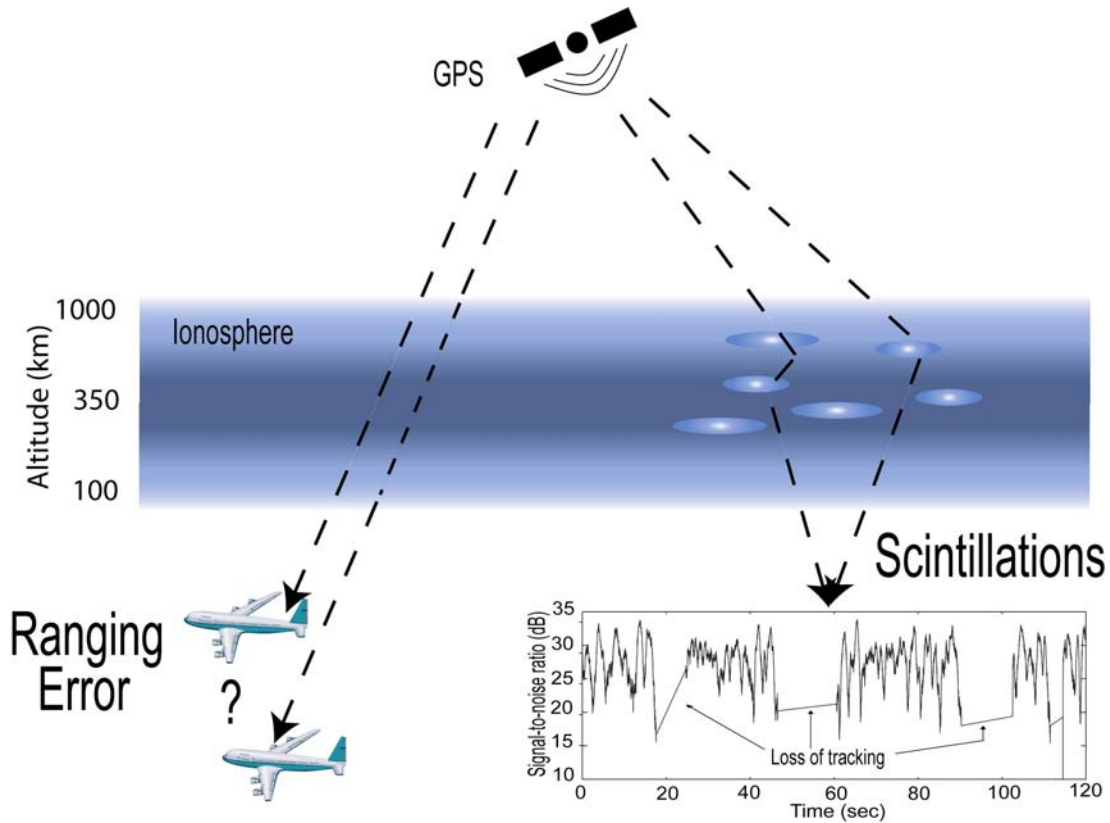 GPS
1000
Ionosphere
Altitude (km)
350
100
Scintillations
Ranging
Error
?
Signal-to-noise ratio (dB)
35
30
25
20
15
10
Loss of tracking
0
20
40
60
80
100
120
Time (sec)